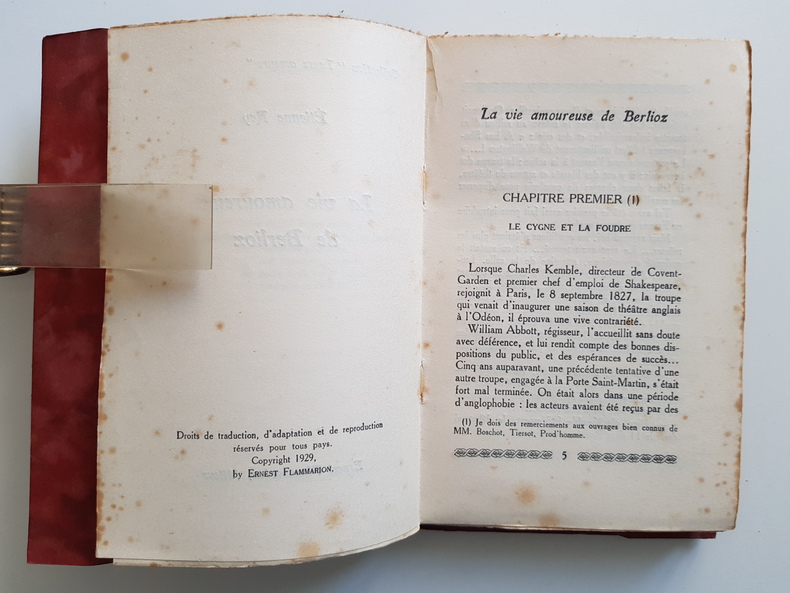 Droits de traduction, d'adaptation et de reproduction
réservés pour tous pays.
Copyright 1929,
by ERNEST FLAMMARION.
La vie amoureuse de Berlioz
CHAPITRE PREMIER (1)
LE CYGNE ET LA FOUDRE
Lorsque Charles Kemble, directeur de Covent-
Garden et premier chef d'emploi de Shakespeare,
rejoignit à Paris, le 8 septembre 1827, la troupe
qui venait d'inaugurer une saison de théâtre anglais
à l'Odéon, il éprouva une vive contrariété.
William Abbott, régisseur, l'accueillit sans doute
avec déférence, et lui rendit compte des bonnes dis-
positions du public, et des espérances de succès...
Cinq ans auparavant, une précédente tentative d'une
autre troupe, engagée à la Porte Saint-Martin, s'était
fort mal terminée. On était alors dans une période
d'anglophobie : les acteurs avaient été reçus par des
(1) Je dois des remerciements aux ouvrages bien connus de
MM. Boschot, Tiersot, Prod'homme.
5